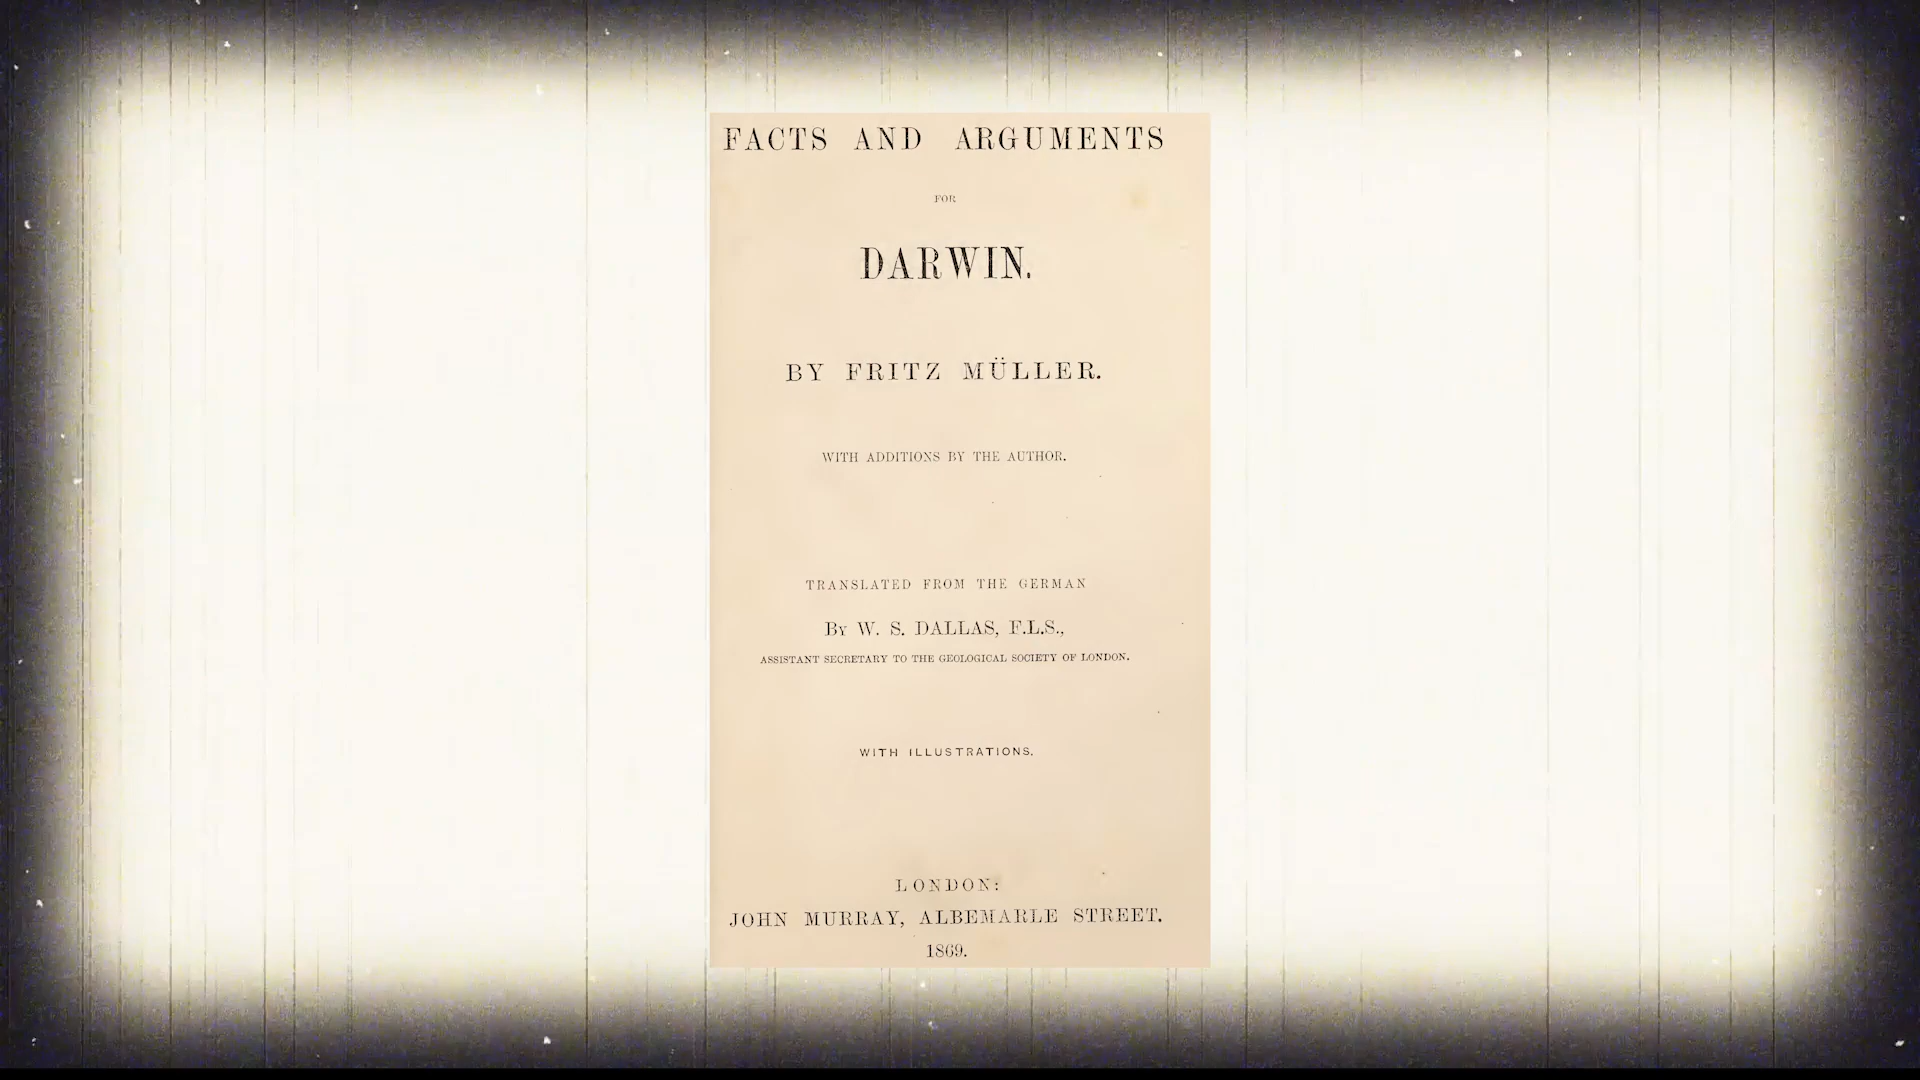 FACTS AND ARGUMENTS
FOR
DARWIN.
BY FRITZ MÜLLER.
WITH ADDITIONS BY THE AUTHOR.
TRANSLATED FROM THE GERMAN
By W. S. DALLAS, F.L.S.,
ASSISTANT SECRETARY TO THE GEOLOGICAL SOCIETY OF LONDON.
WITH ILLUSTRATIONS.
LONDON:
JOHN MURRAY, ALBEMARLE STREET.
1869.